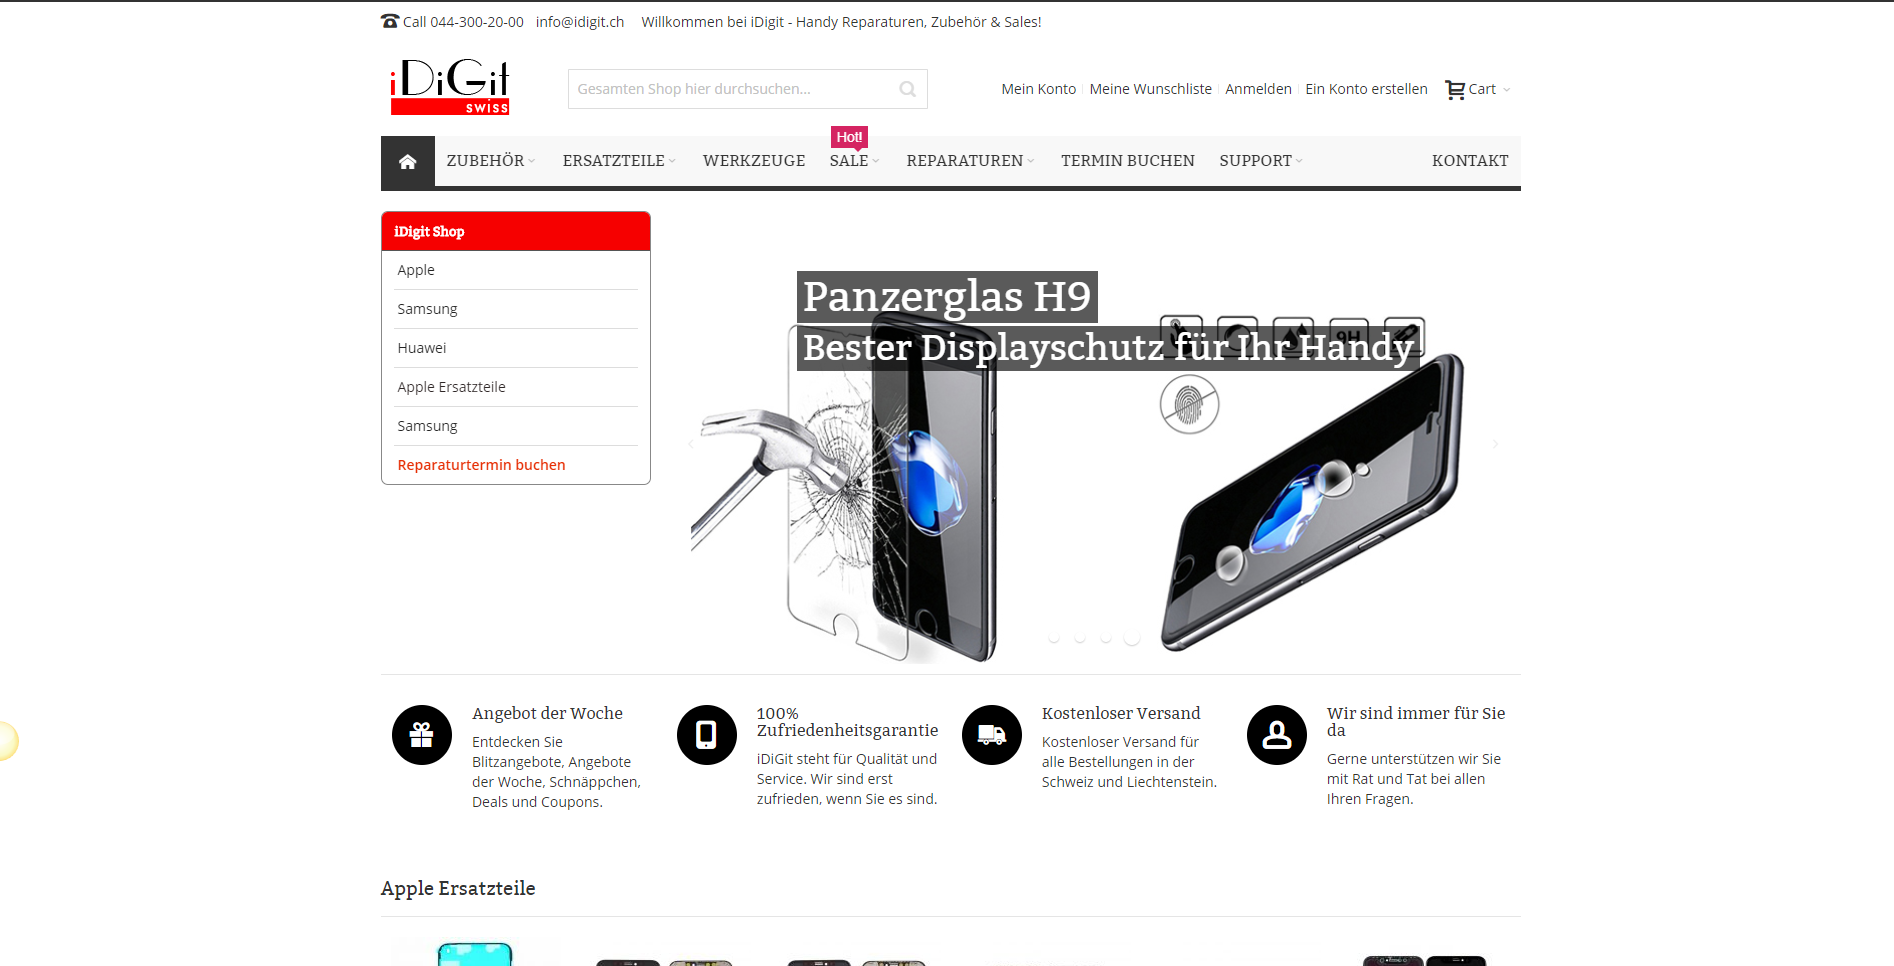 Call 044-300-20-00 info@idigit.ch Willkommen bei iDigit - Handy Reparaturen, Zubehör & Sales!
iDiGit
swiss
Gesamten Shop hier durchsuchen...
Mein Konto Meine Wunschliste Anmelden Ein Konto erstellen Cart
Hot!
ZUBEHÖR ERSATZTEILE WERKZEUGE SALE REPARATUREN TERMIN BUCHEN SUPPORT KONTAKT
iDigit Shop
Apple
Samsung
Huawei
Apple Ersatzteile
Samsung
Reparaturtermin buchen
Panzerglas H9
9H
Bester Displayschutz für Ihr Handy
Angebot der Woche
Entdecken Sie
Blitzangebote, Angebote
der Woche, Schnäppchen,
Deals und Coupons.
100%
Zufriedenheitsgarantie
iDiGit steht für Qualität und
Service. Wir sind erst
zufrieden, wenn Sie es sind.
Kostenloser Versand
Kostenloser Versand für
alle Bestellungen in der
Schweiz und Liechtenstein.
Wir sind immer für Sie
da
Gerne unterstützen wir Sie
mit Rat und Tat bei allen
Ihren Fragen.
Apple Ersatzteile